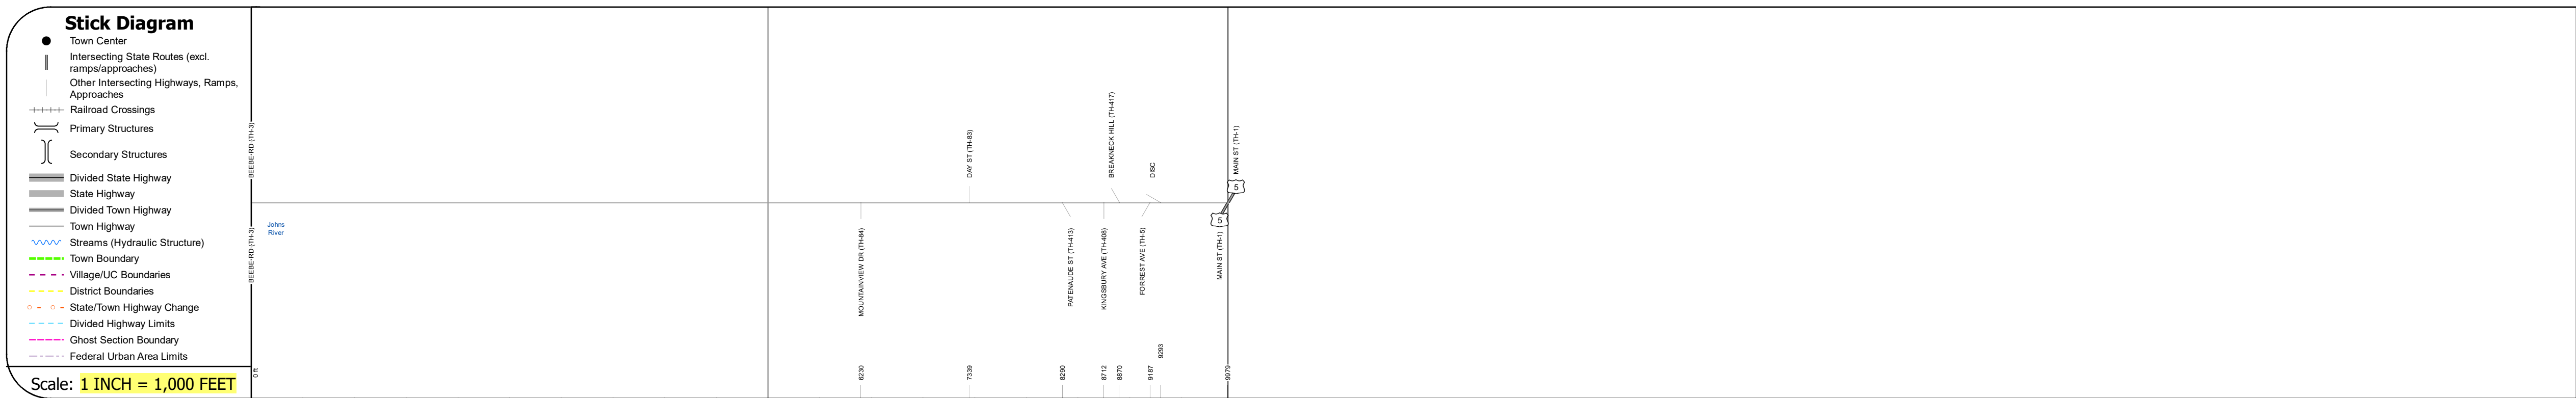 Stick Diagram
Town Center
Intersecting State Routes (excl.
ramps/approaches)
Other Intersecting Highways, Ramps,
Approaches
Railroad Crossings
Primary Structures
Secondary Structures
Divided State Highway
State Highway
Divided Town Highway
Town Highway
Streams (Hydraulic Structure)
Town Boundary
Village/UC Boundaries
District Boundaries
State/Town Highway Change
Divided Highway Limits
Ghost Section Boundary
Federal Urban Area Limits
Scale: 1 INCH = 1,000 FEET
BEEBE-RD-(TH-3)
BEEBE-RD-(TH-3)
Johns
River
MOUNTAINVIEW DR (TH-84)
DAY ST (TH-83)
PATENAUDE ST (TH-413)
KINGSBURY AVE (TH-408)
BREAKNECK HILL (TH-417)
FORREST AVE (TH-5)
DISC
MAIN ST (TH-1)
5
5
MAIN ST (TH-1)
0 ft
6230
7339
8290
8712
8870
9187
9293
9979